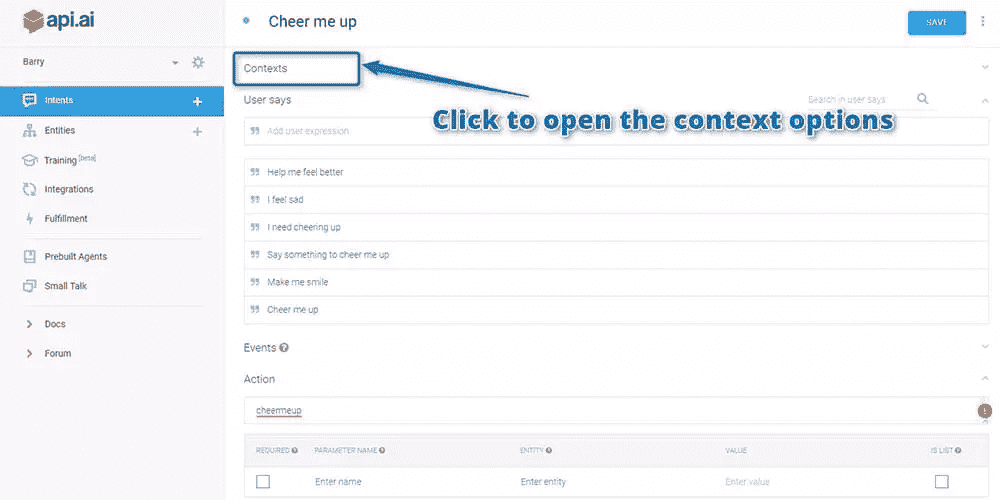 api.ai
Cheer me up
SAVE
Barry
Contexts
Intents
User says
Search in user says
Click to open the context options
Entities
Add user expression
Training [beta]
Help me feel better
Integrations
I feel sad
Fulfillment
I need cheering up
Prebuilt Agents
Say something to cheer me up
Small Talk
Make me smile
Cheer me up
Docs
Forum
Events
Action
cheermeup
REQUIRED PARAMETER NAME ENTITY VALUE IS LIST
Enter name Enter entity Enter value